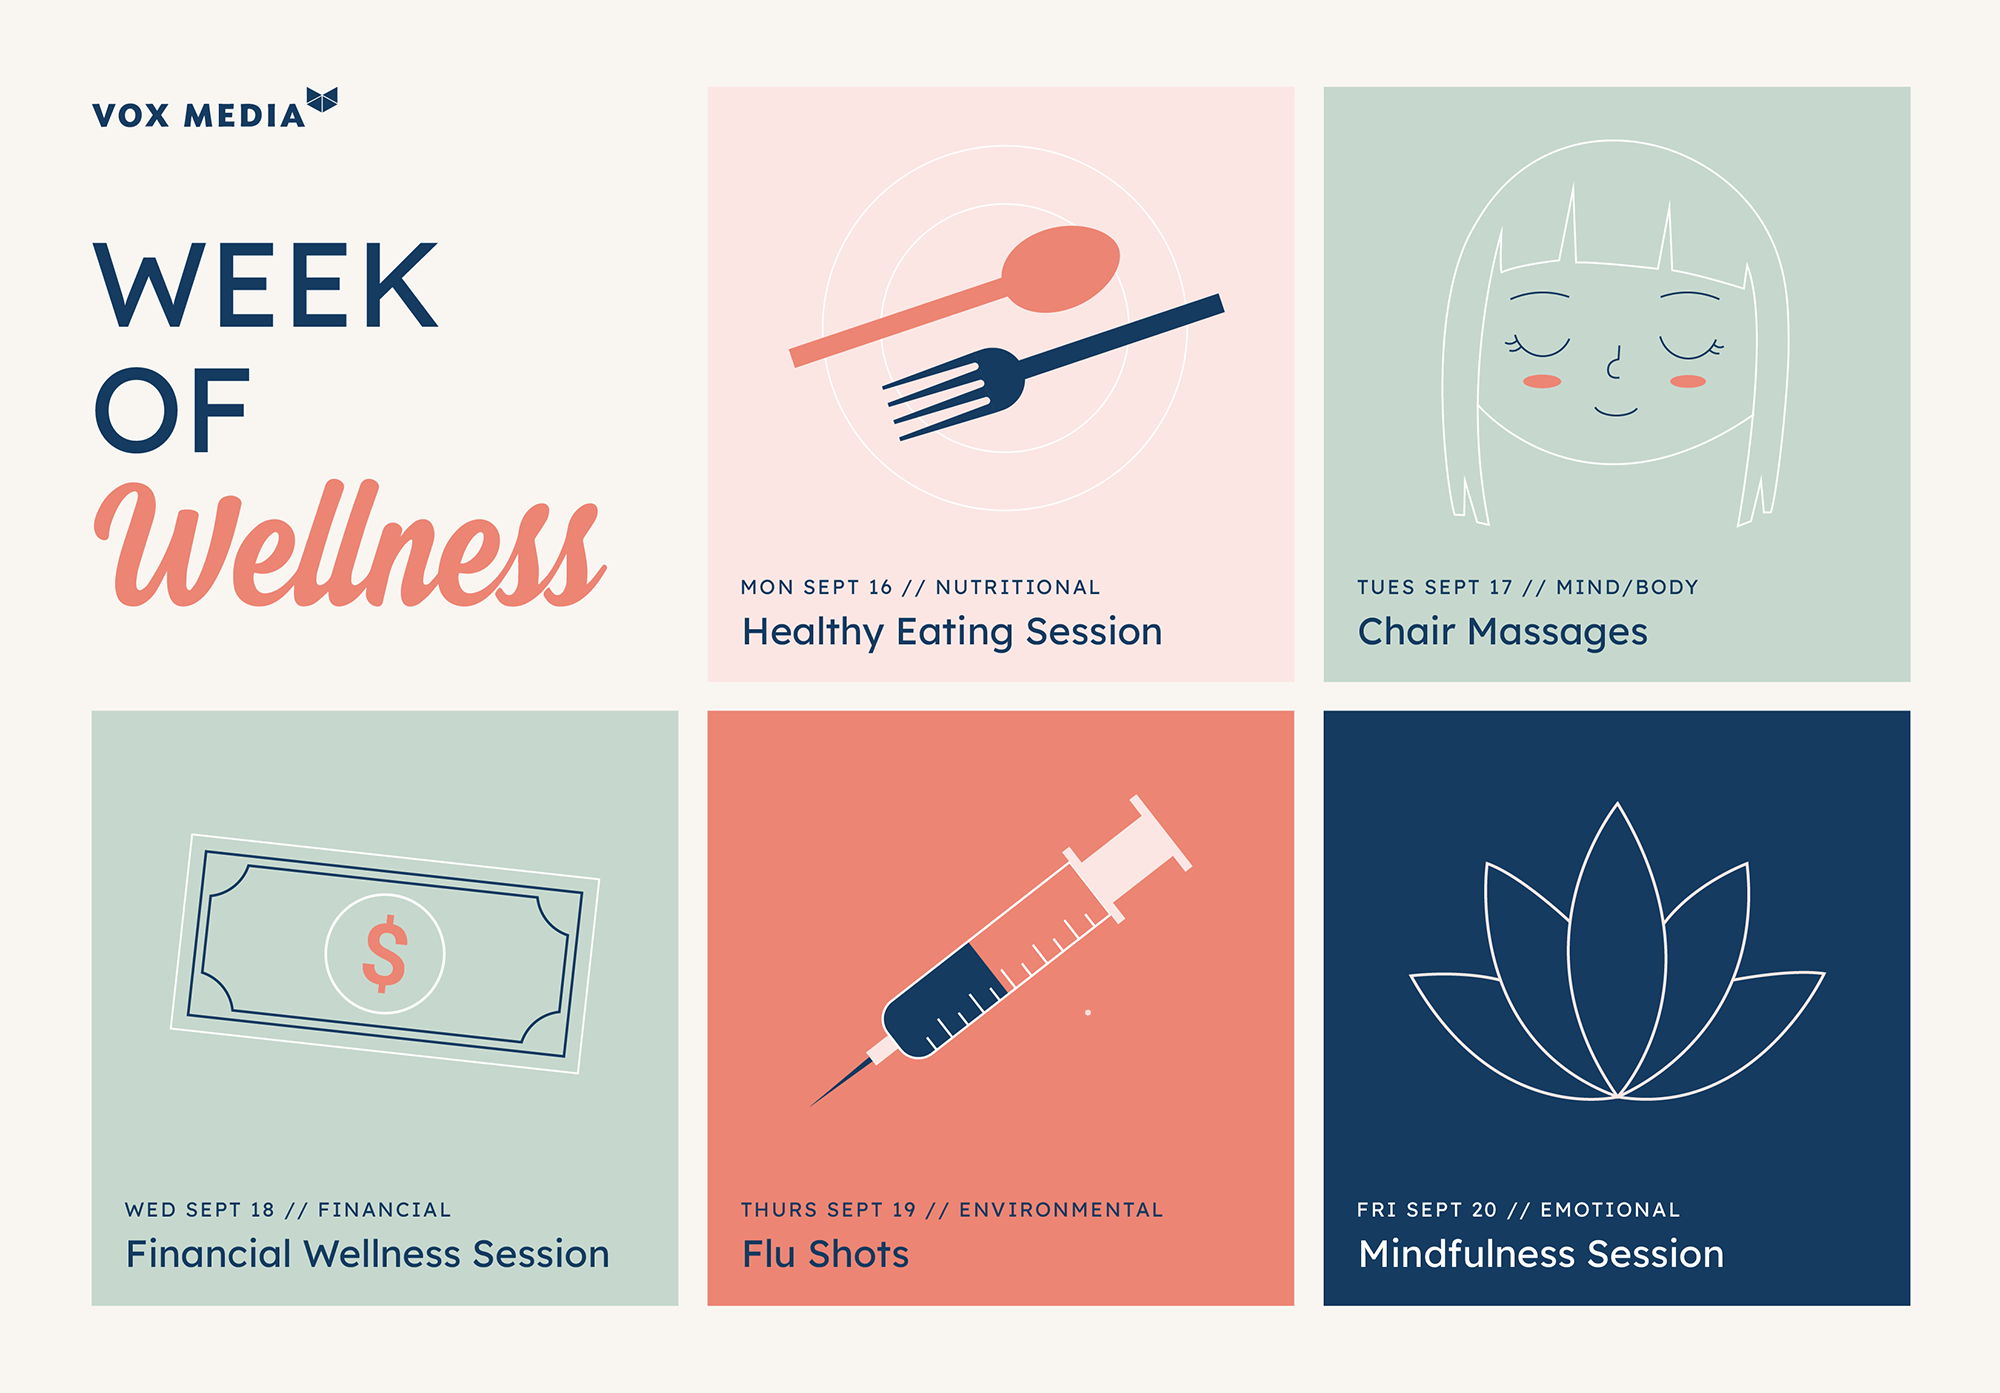 VOX MEDIA
WEEK
OF
Wellness
MON SEPT 16 // NUTRITIONAL
Healthy Eating Session
TUES SEPT 17 // MIND/BODY
Chair Massages
$
WED SEPT 18 // FINANCIAL
Financial Wellness Session
THURS SEPT 19 // ENVIRONMENTAL
Flu Shots
FRI SEPT 20 // EMOTIONAL
Mindfulness Session